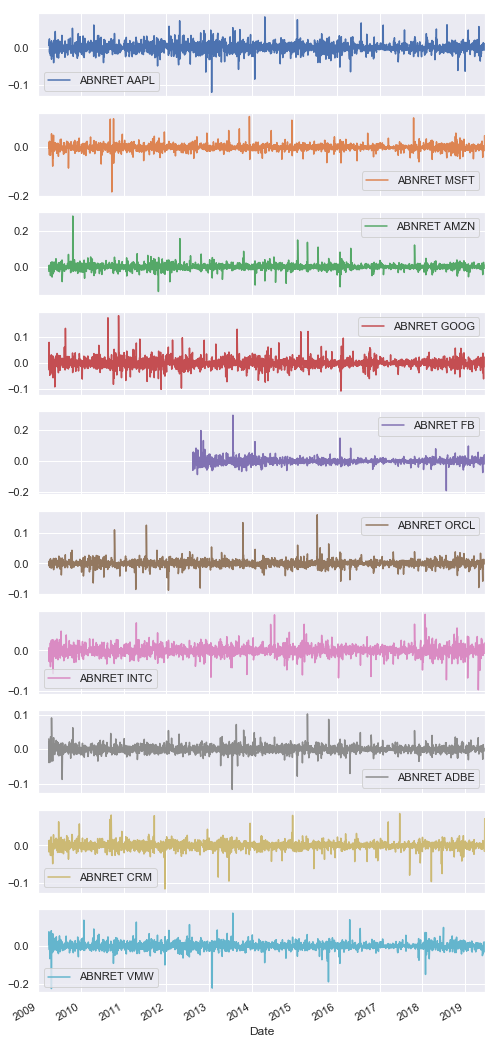 0.0
−0.1
ABNRET AAPL
0.0
−0.2
ABNRET MSFT
0.2
0.0
ABNRET AMZN
0.1
0.0
−0.1
ABNRET GOOG
0.2
0.0
−0.2
ABNRET FB
0.1
0.0
−0.1
ABNRET ORCL
0.0
−0.1
ABNRET INTC
0.1
0.0
−0.1
ABNRET ADBE
0.0
−0.1
ABNRET CRM
0.0
−0.2
ABNRET VMW
2009 2010 2011 2012 2013 2014 2015 2016 2017 2018 2019
Date